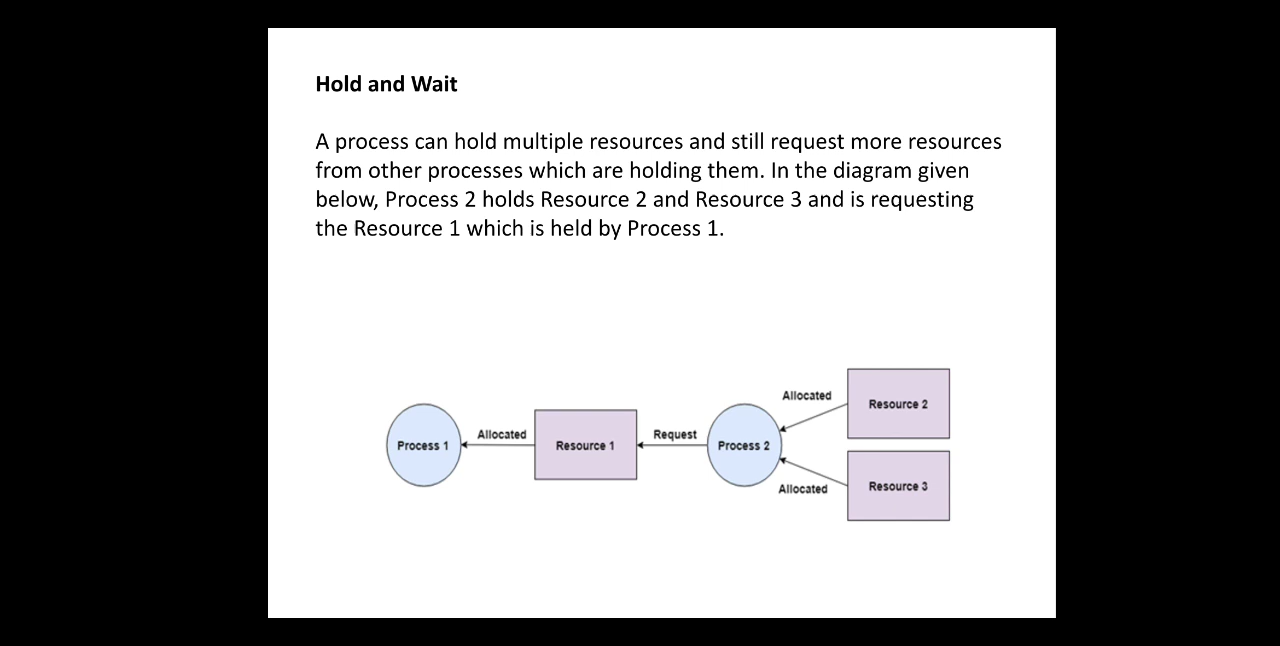 Hold and Wait
A process can hold multiple resources and still request more resources
from other processes which are holding them. In the diagram given
below, Process 2 holds Resource 2 and Resource 3 and is requesting
the Resource 1 which is held by Process 1.
Process 1
Allocated
Resource 1
Request
Process 2
Allocated
Resource 2
Allocated
Resource 3